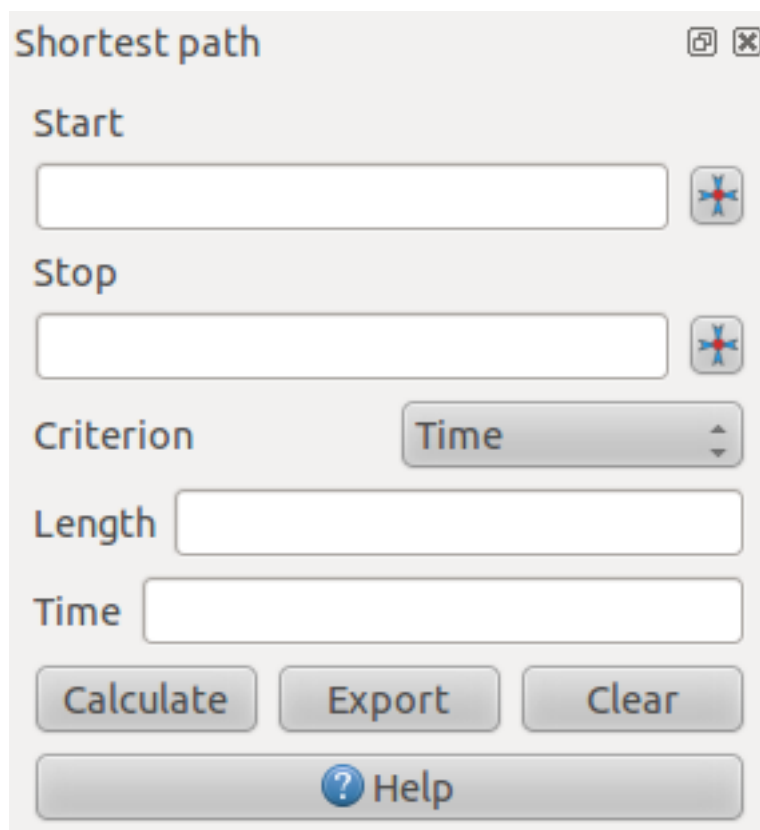 Shortest path
Start
Stop
Criterion Time
Length
Time
Calculate Export Clear
? Help